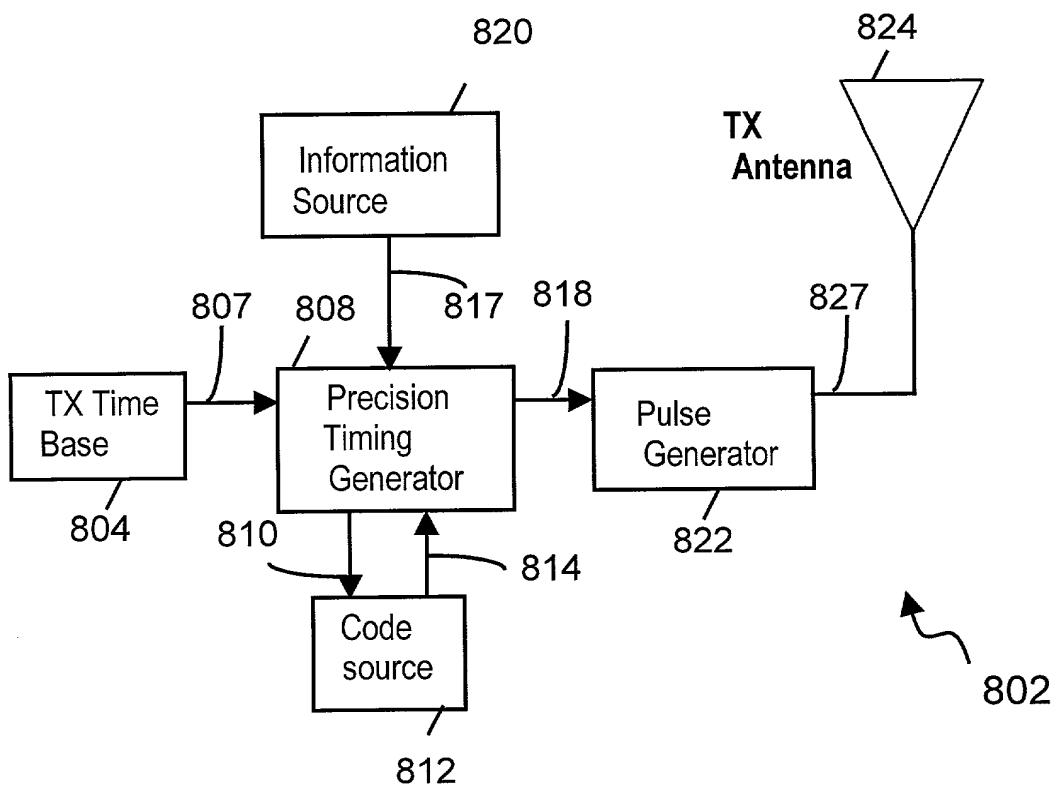 820
824
Information
Source
TX
Antenna
807
808
817
818
827
TX Time
Base
Precision
Timing
Generator
Pulse
Generator
804
810
814
822
Code
source
802
812